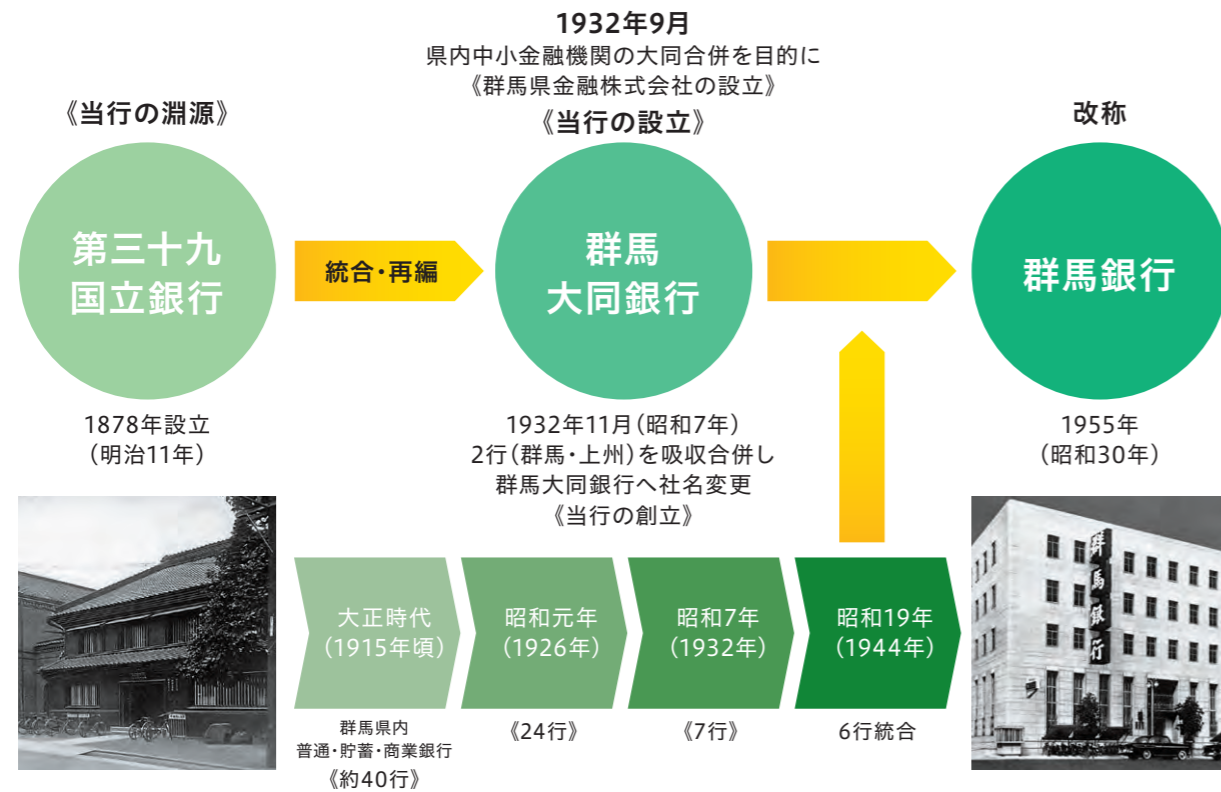 1932年9月
県内中小金融機関の大同合併を目的に
《群馬県金融株式会社の設立》
《当行の淵源》
《当行の設立》
改称
第三十九
国立銀行
統合・再編
群馬
大同銀行
群馬銀行
1878年設立
（明治11年）
1932年11月（昭和7年）
2行（群馬・上州）を吸収合併し
群馬大同銀行へ社名変更
《当行の創立》
1955年
（昭和30年）
大正時代
（1915年頃）
昭和元年
（1926年）
昭和7年
（1932年）
昭和19年
（1944年）
群馬県内
普通・貯蓄・商業銀行
《約40行》
《24行》
《7行》
6行統合
群馬銀行